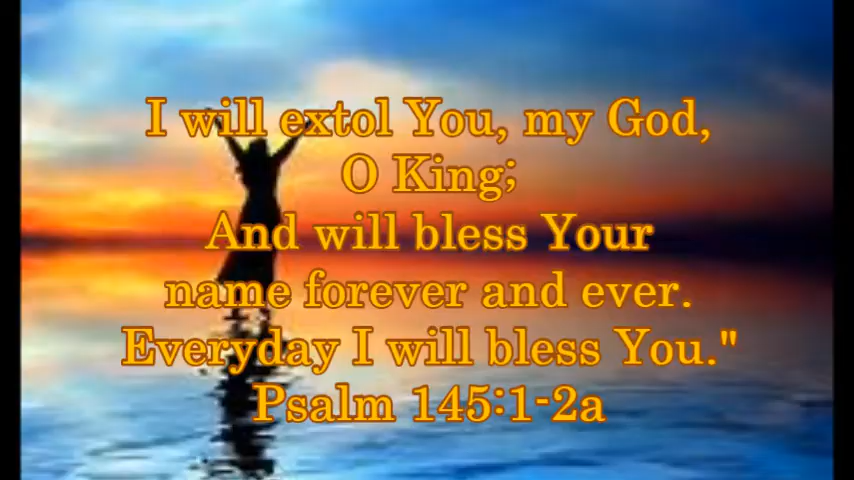 I will extol You, my God,
O King;
And will bless Your
name forever and ever.
Everyday I will bless You."
Psalm 145:1-2a